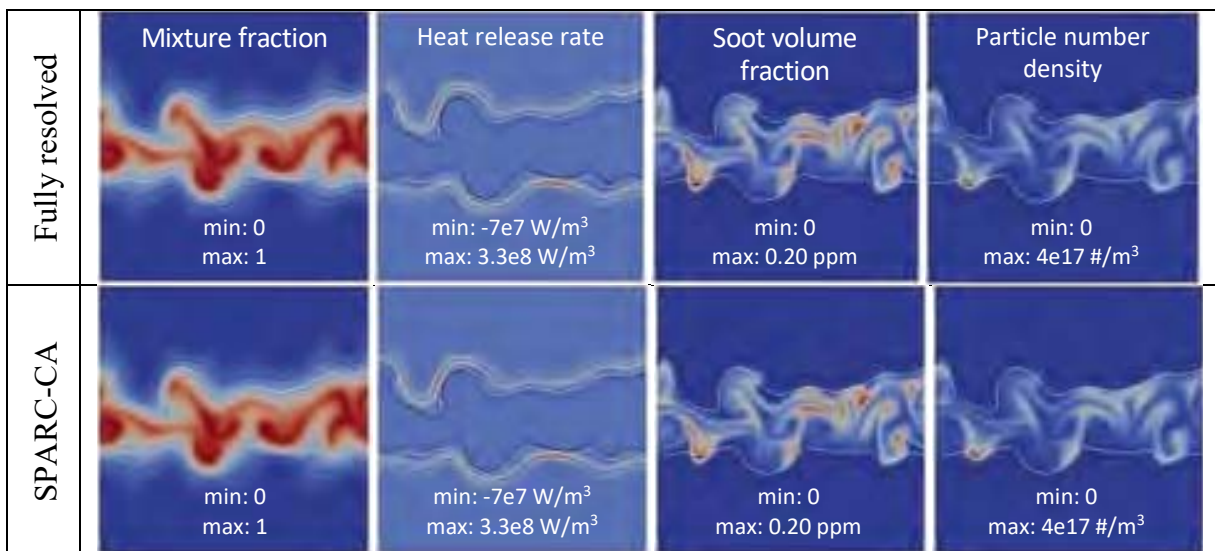 Fully resolved
Mixture fraction
min: 0
max: 1
Heat release rate
min: -7e7 W/m³
max: 3.3e8 W/m³
Soot volume
fraction
min: 0
max: 0.20 ppm
Particle number
density
min: 0
max: 4e17 #/m³
SPARC-CA
min: 0
max: 1
min: -7e7 W/m³
max: 3.3e8 W/m³
min: 0
max: 0.20 ppm
min: 0
max: 4e17 #/m³